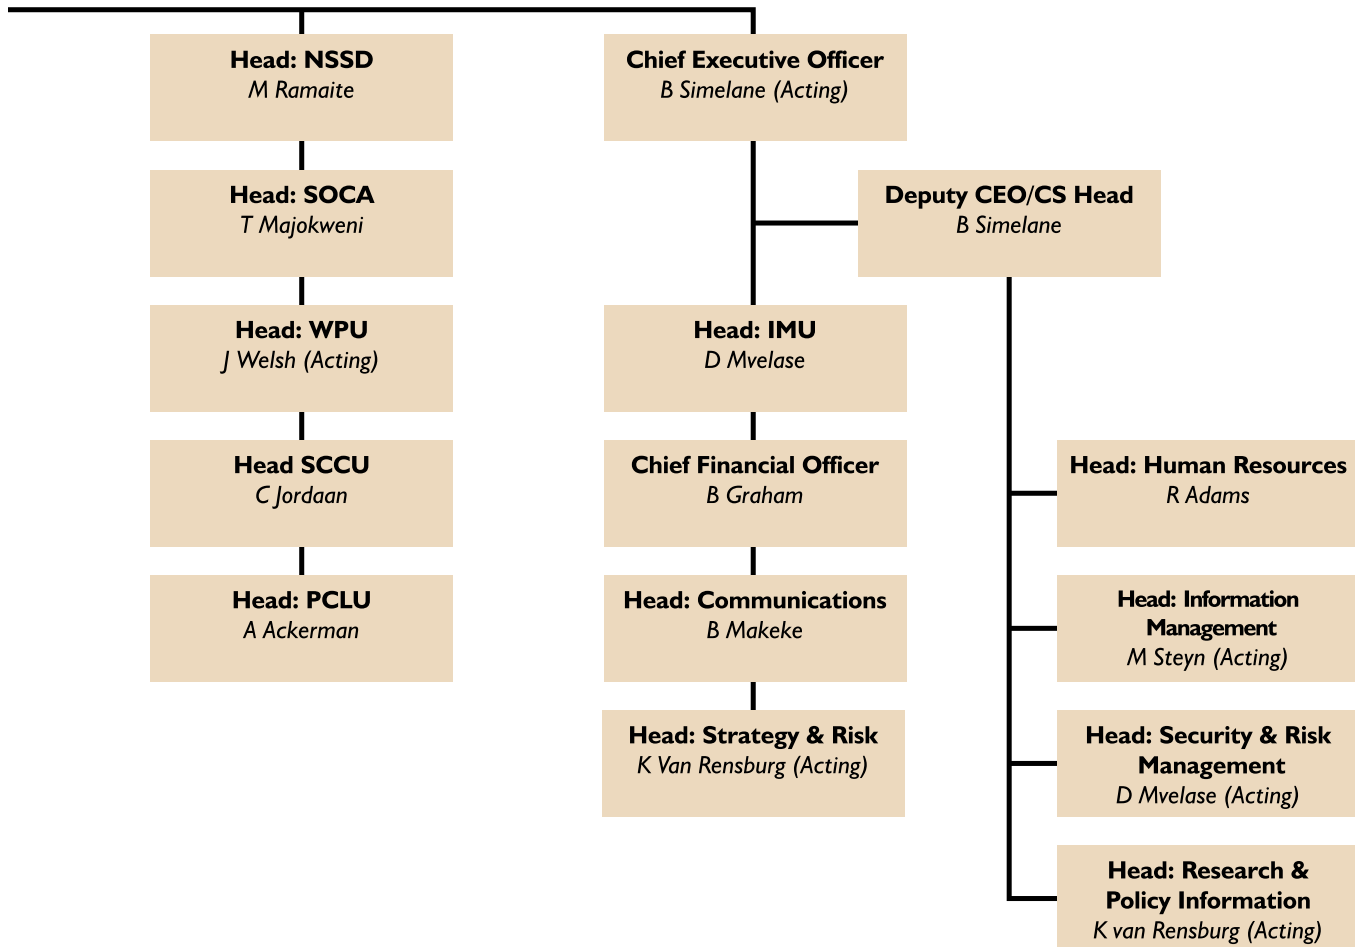 Head: NSSD
M Ramaite
Head: SOCA
T Majokweni
Head: WPU
J Welsh (Acting)
Head SCCU
C Jordaan
Head: PCLU
A Ackerman
Chief Executive Officer
B Simelane (Acting)
Deputy CEO/CS Head
B Simelane
Head: IMU
D Mvelase
Chief Financial Officer
B Graham
Head: Communications
B Makeke
Head: Strategy & Risk
K Van Rensburg (Acting)
Head: Human Resources
R Adams
Head: Information
Management
M Steyn (Acting)
Head: Security & Risk
Management
D Mvelase (Acting)
Head: Research &
Policy Information
K van Rensburg (Acting)